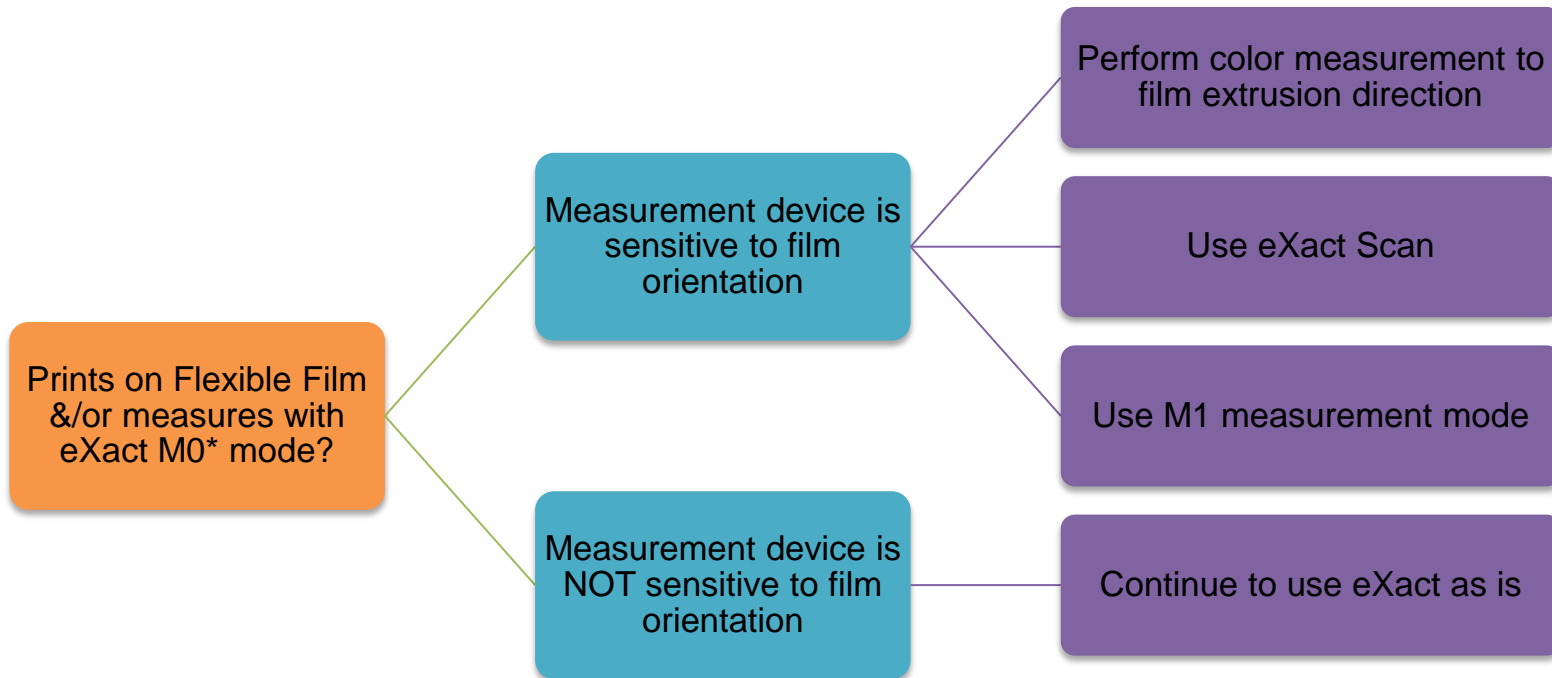 Prints on Flexible Film
&/or measures with
eXact M0* mode?
Measurement device is
sensitive to film
orientation
Perform color measurement to
film extrusion direction
Use eXact Scan
Use M1 measurement mode
Measurement device is
NOT sensitive to film
orientation
Continue to use eXact as is